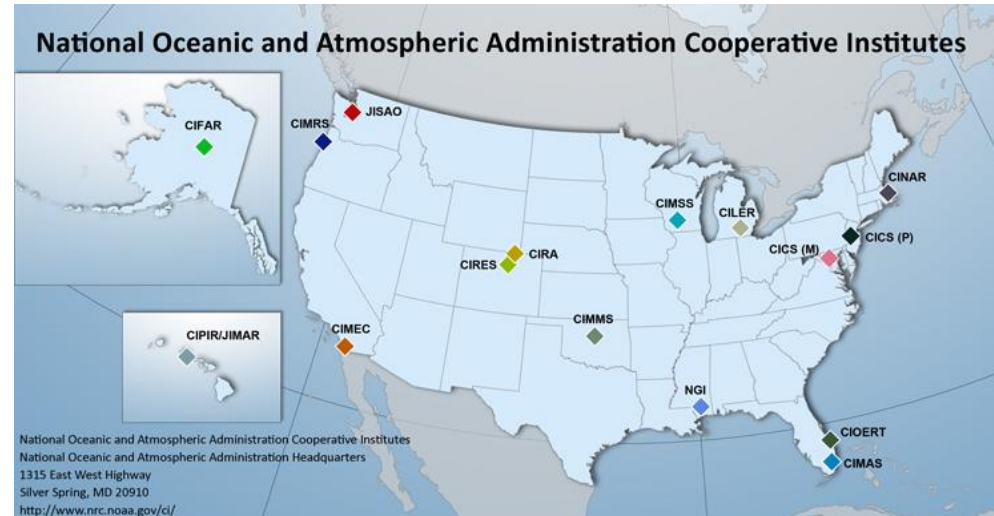 National Oceanic and Atmospheric Administration Cooperative Institutes
CIFAR
CIMRS
JISAO
CINAR
CIMSS
CILER
CICS (P)
CICS (M)
CIRA
CIRES
CIMMS
CIPIR/JIMAR
CIMEC
NGI
CIOERT
CIMAS
National Oceanic and Atmospheric Administration Cooperative Institutes
National Oceanic and Atmospheric Administration Headquarters
1315 East West Highway
Silver Spring, MD 20910
http://www.nrc.noaa.gov/ci/